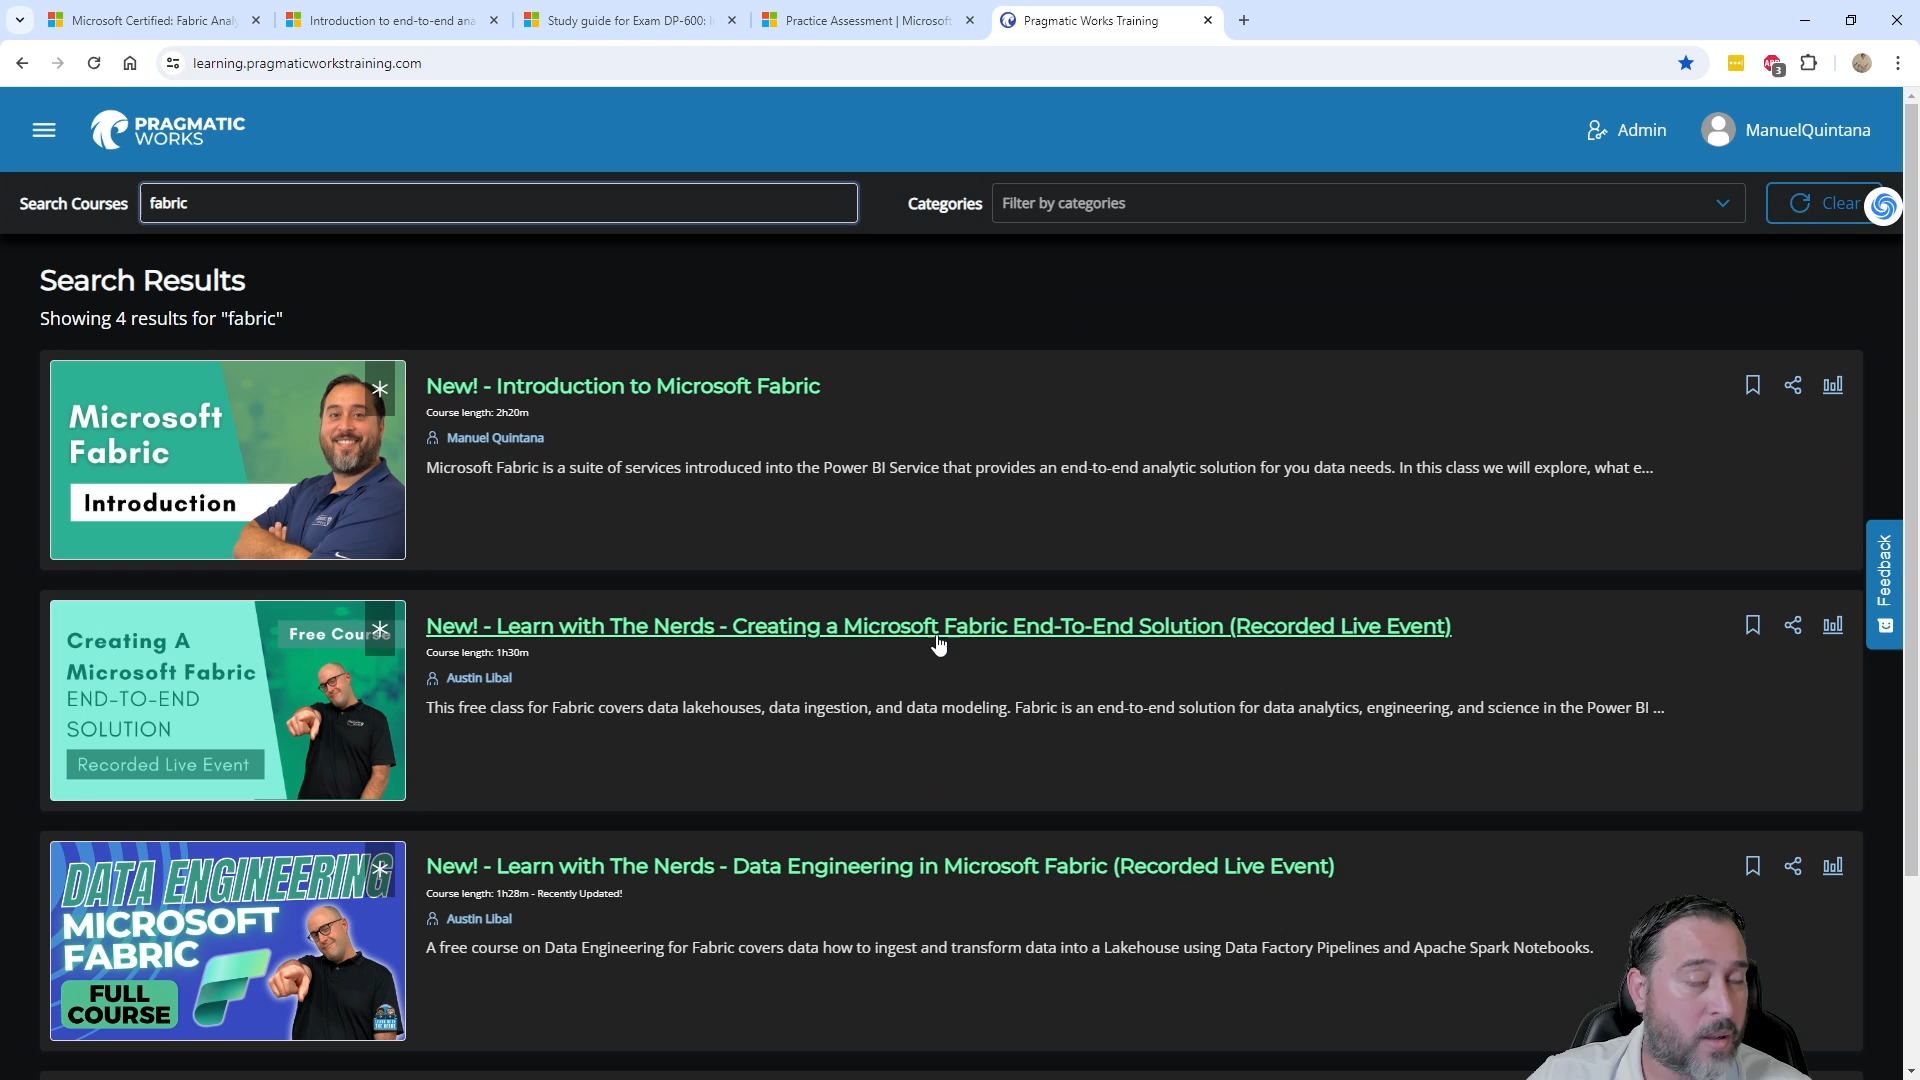 Microsoft Certified: Fabric Analy
Introduction to end-to-end ana
Study guide for Exam DP-600: I
Practice Assessment | Microsoft
Pragmatic Works Training
learning.pragmaticworkstraining.com
ABP
3
PRAGMATIC
WORKS
Admin
ManuelQuintana
Search Courses
fabric
Categories
Filter by categories
Clear
Search Results
Showing 4 results for "fabric"
Microsoft
Fabric
Introduction
New! - Introduction to Microsoft Fabric
Course length: 2h20m
Manuel Quintana
Microsoft Fabric is a suite of services introduced into the Power BI Service that provides an end-to-end analytic solution for you data needs. In this class we will explore, what e...
Feedback
Creating A
Microsoft Fabric
END-TO-END
SOLUTION
Recorded Live Event
Free Course
New! - Learn with The Nerds - Creating a Microsoft Fabric End-To-End Solution (Recorded Live Event)
Course length: 1h30m
Austin Libal
This free class for Fabric covers data lakehouses, data ingestion, and data modeling. Fabric is an end-to-end solution for data analytics, engineering, and science in the Power BI ...
DATA ENGINEERING
MICROSOFT
FABRIC
FULL
COURSE
New! - Learn with The Nerds - Data Engineering in Microsoft Fabric (Recorded Live Event)
Course length: 1h28m - Recently Updated!
Austin Libal
A free course on Data Engineering for Fabric covers data how to ingest and transform data into a Lakehouse using Data Factory Pipelines and Apache Spark Notebooks.